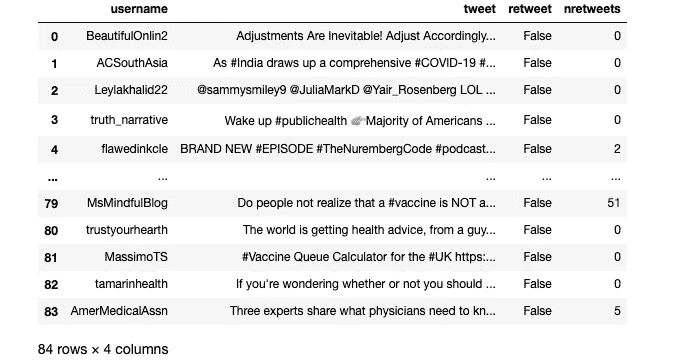 username tweet retweet nretweets
0 BeautifulOnlin2 Adjustments Are Inevitable! Adjust Accordingly... False 0
1 ACSouthAsia As #India draws up a comprehensive #COVID-19 #... False 0
2 Leylakhalid22 @sammysmiley9 @JuliaMarkD @Yair_Rosenberg LOL ... False 0
3 truth_narrative Wake up #publichealth Majority of Americans ... False 0
4 flawedinkcle BRAND NEW #EPISODE #TheNurembergCode #podcast... False 2
... ... ... ... ...
79 MsMindfulBlog Do people not realize that a #vaccine is NOT a... False 51
80 trustyourhearth The world is getting health advice, from a guy... False 0
81 MassimoTS #Vaccine Queue Calculator for the #UK https:... False 0
82 tamarinhealth If you're wondering whether or not you should ... False 0
83 AmerMedicalAssn Three experts share what physicians need to kn... False 5
84 rows × 4 columns